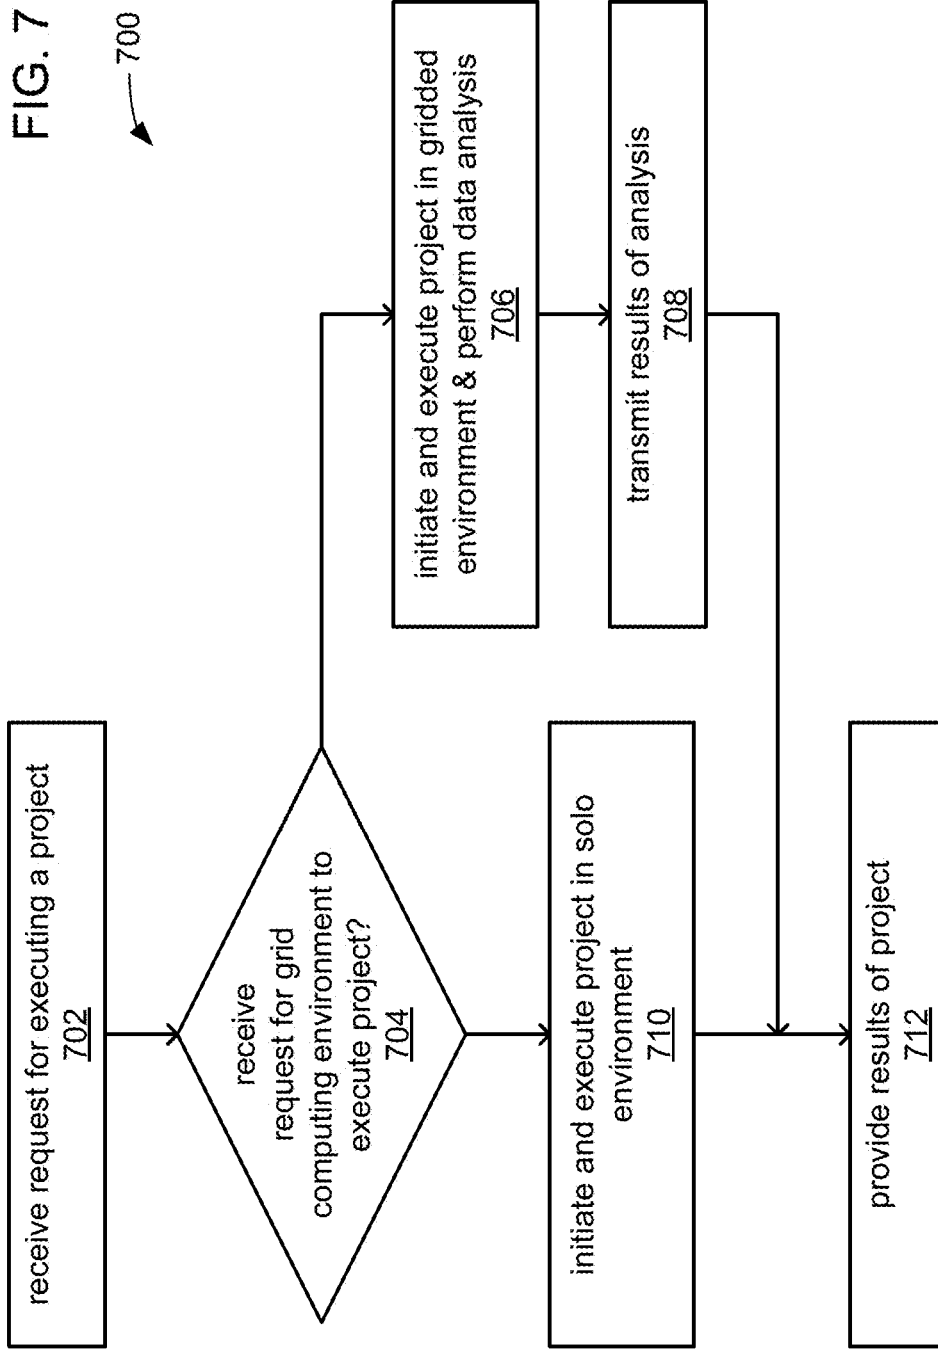 FIG. 7
700
receive request for executing a project
702
receive
request for grid
computing environment to
execute project?
704
initiate and execute project in gridded
environment & perform data analysis
706
transmit results of analysis
708
initiate and execute project in solo
environment
710
provide results of project
712